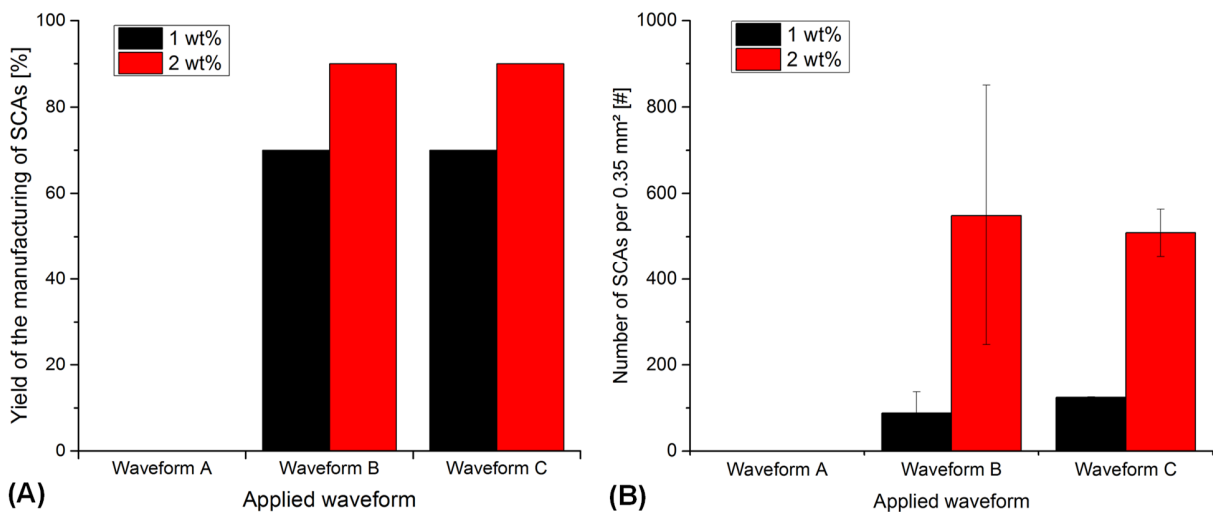 100
80
60
40
20
0
Yield of the manufacturing of SCAs [%]
1 wt%
2 wt%
Waveform A
Waveform B
Waveform C
Applied waveform
(A)
1000
800
600
400
200
0
Number of SCAs per 0.35 mm² [#]
1 wt%
2 wt%
Waveform A
Waveform B
Waveform C
Applied waveform
(B)